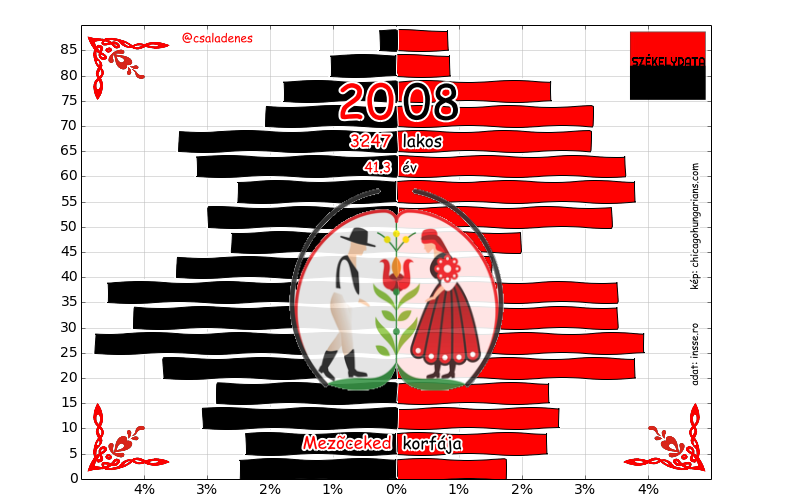 @csaladenes
SZÉKELYDATA
2008
3247 lakos
41.3 év
Mezőceked korfája
kép: chicagohungarians.com
adat: insse.ro
85
80
75
70
65
60
55
50
45
40
35
30
25
20
15
10
5
0
4% 3% 2% 1% 0% 1% 2% 3% 4%